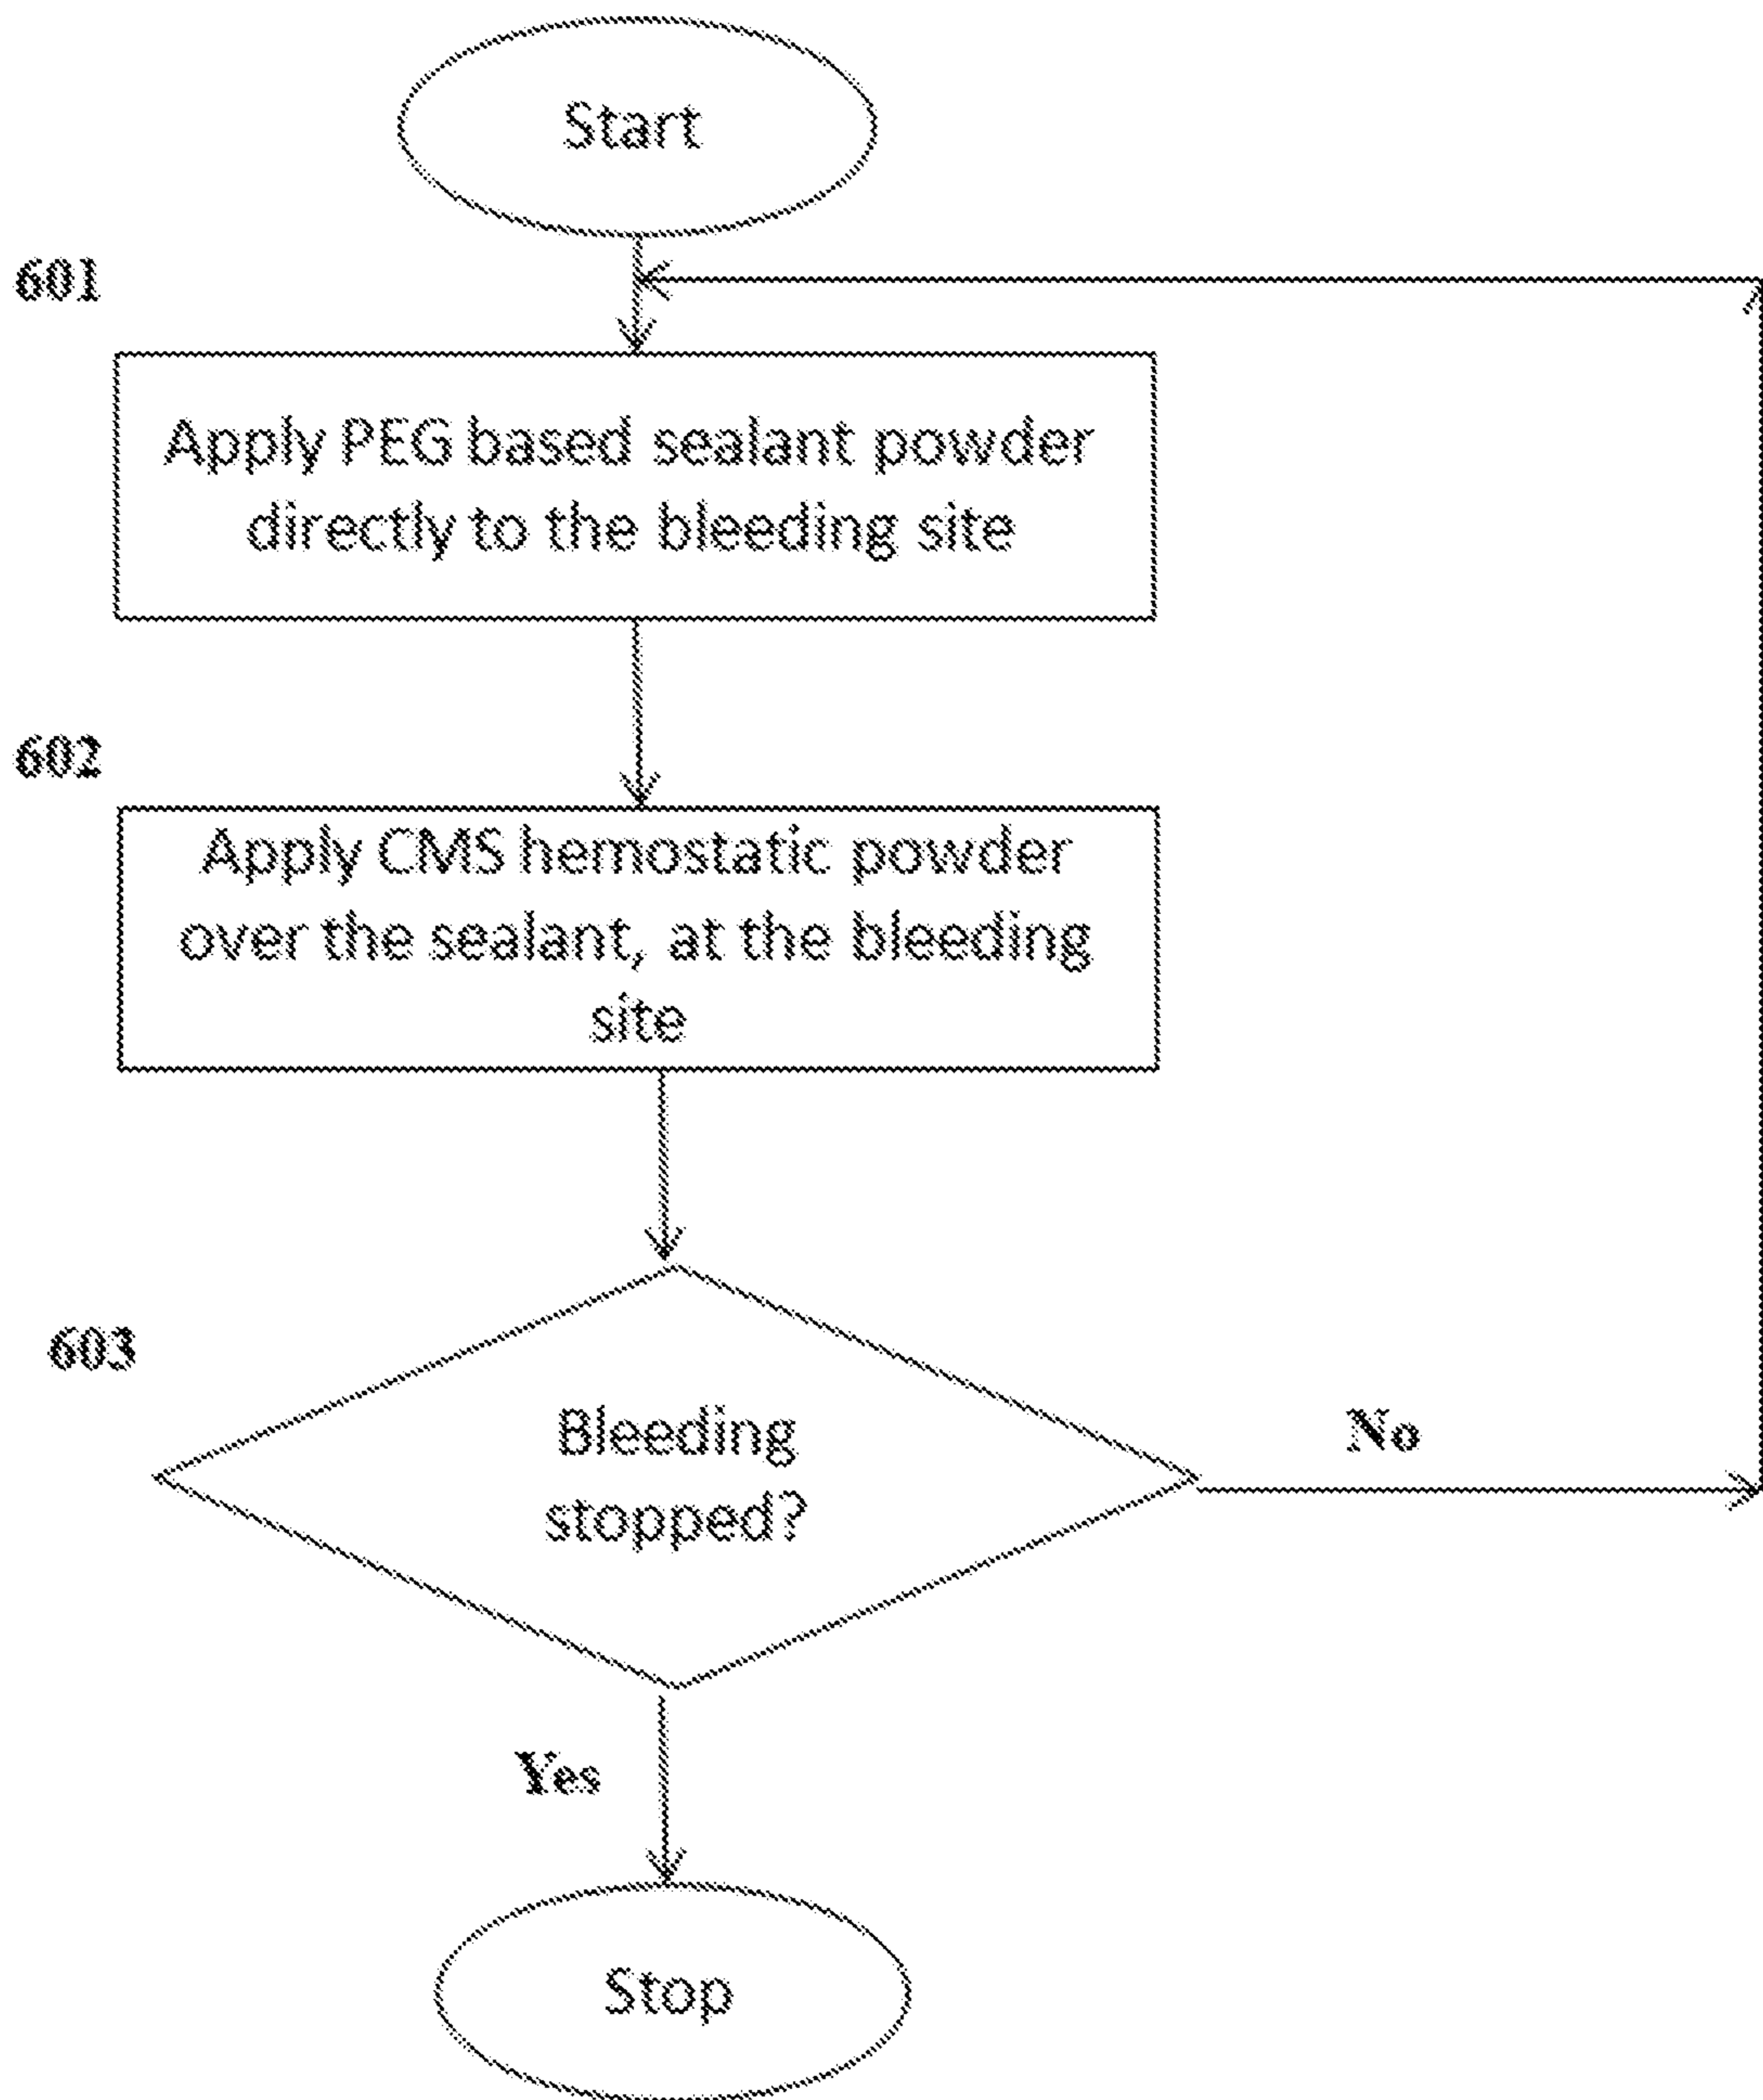 Start
601
Apply PEG based sealant powder
directly to the bleeding site
602
Apply CMS hemostatic powder
over the sealant, at the bleeding
site
603
Bleeding
stopped?
No
Yes
Stop